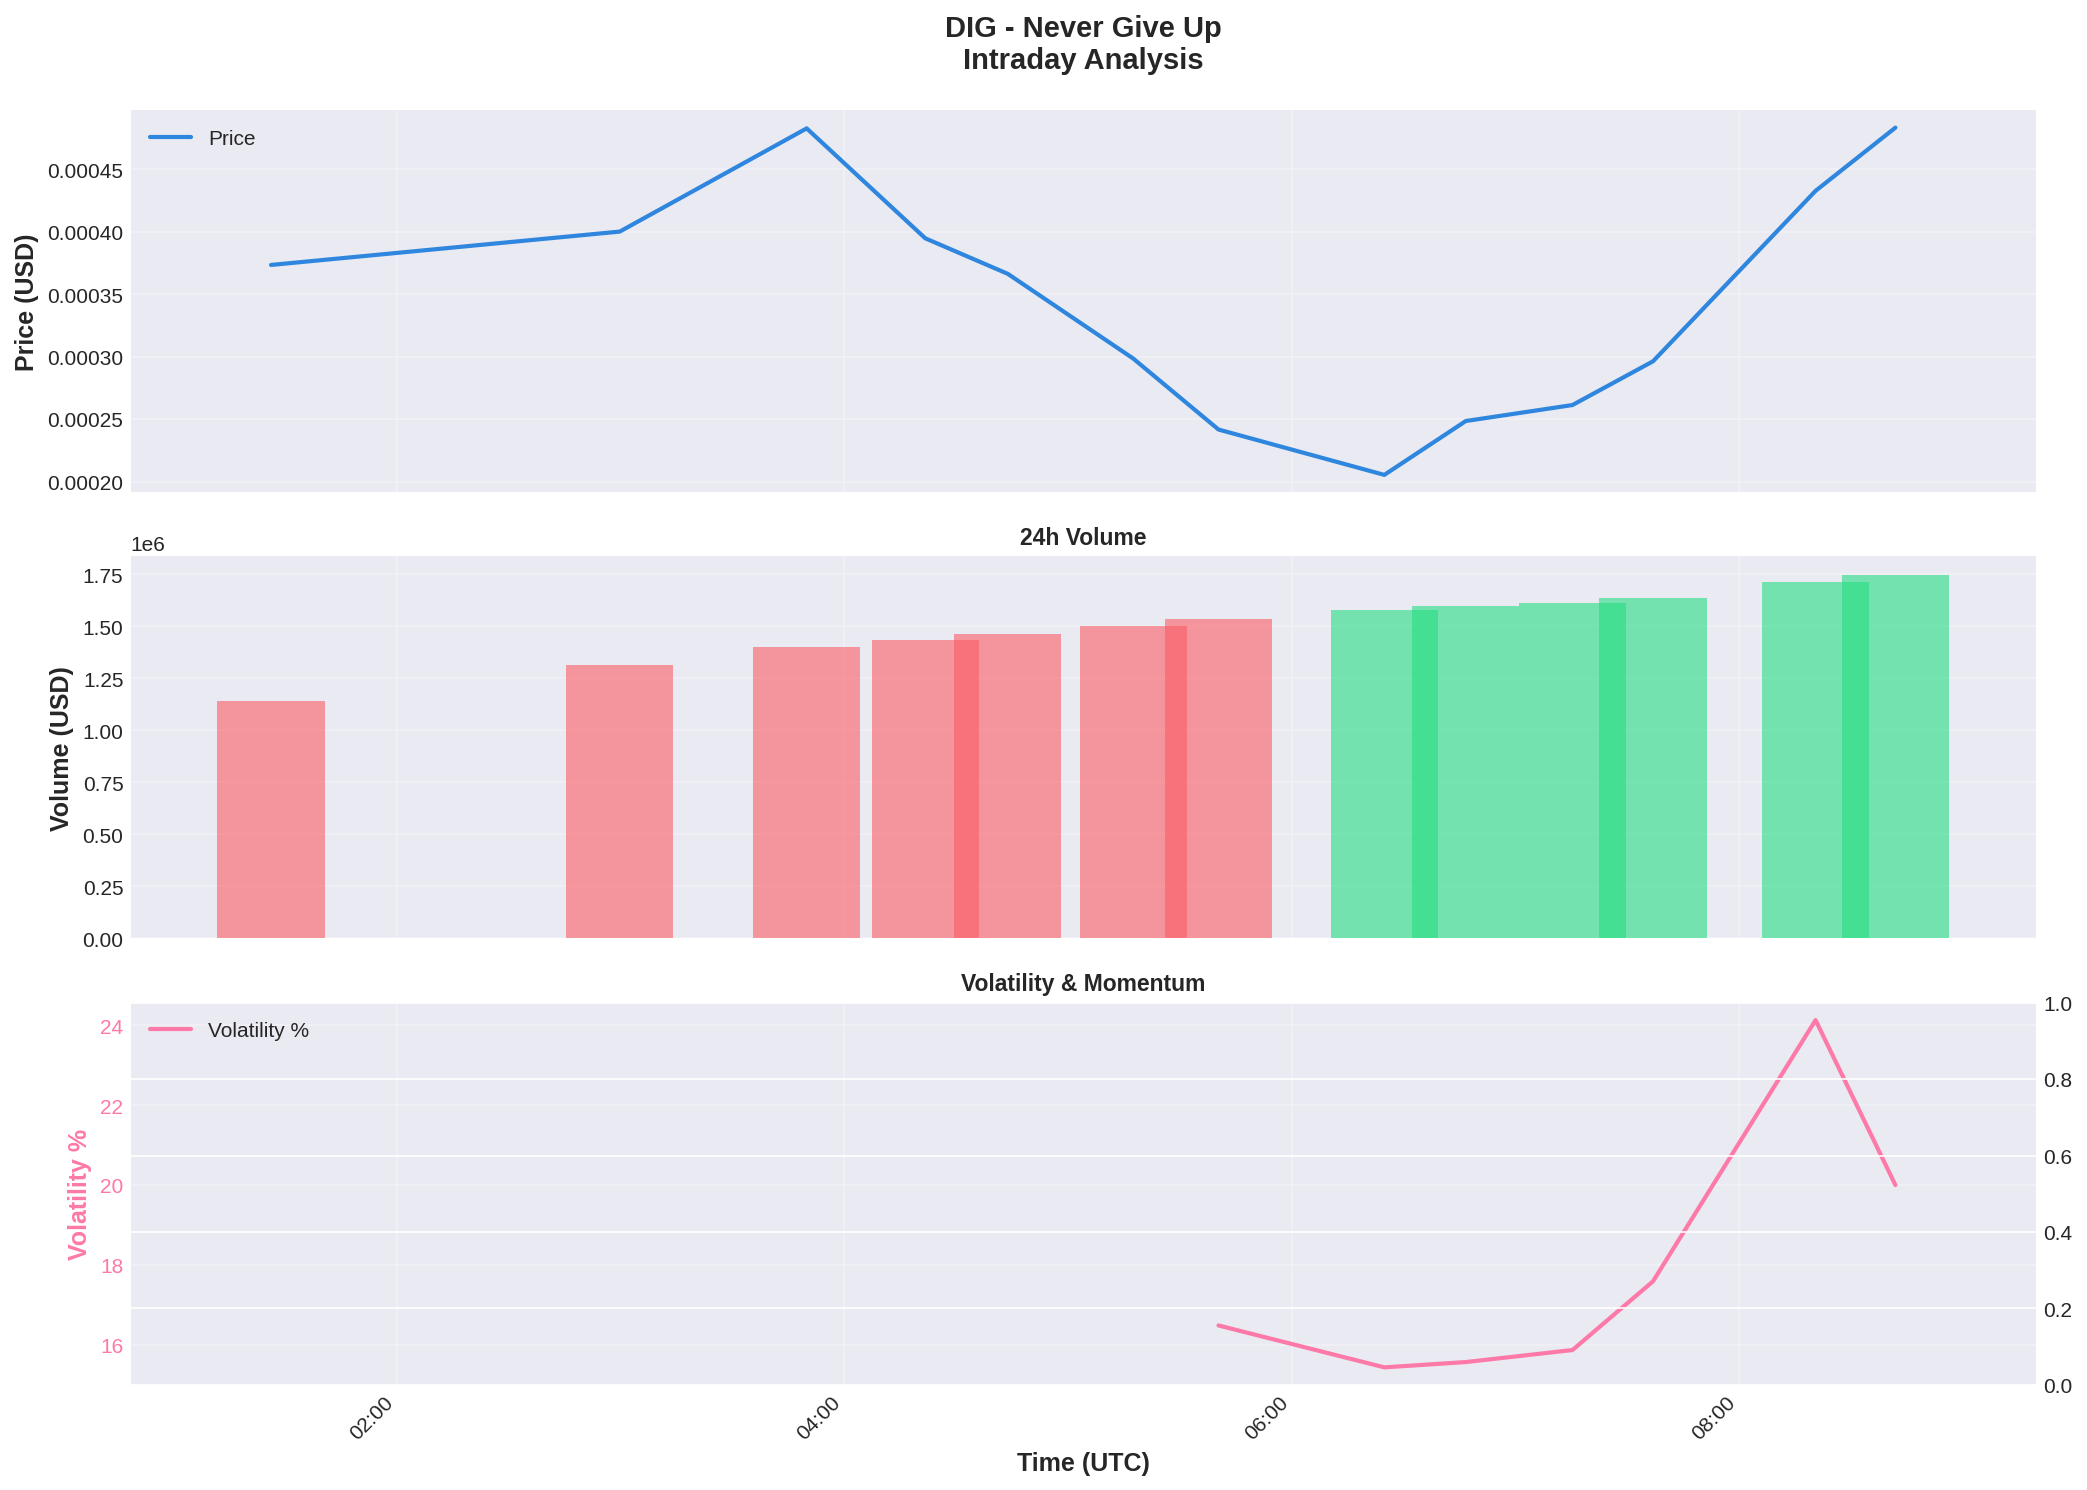 DIG - Never Give Up
Intraday Analysis
Price
0.00045
0.00040
0.00035
0.00030
0.00025
0.00020
Price (USD)
24h Volume
1e6
1.75
1.50
1.25
1.00
0.75
0.50
0.25
0.00
Volume (USD)
Volatility & Momentum
Volatility %
24
22
20
18
16
Volatility %
1.0
0.8
0.6
0.4
0.2
0.0
02:00
04:00
06:00
08:00
Time (UTC)